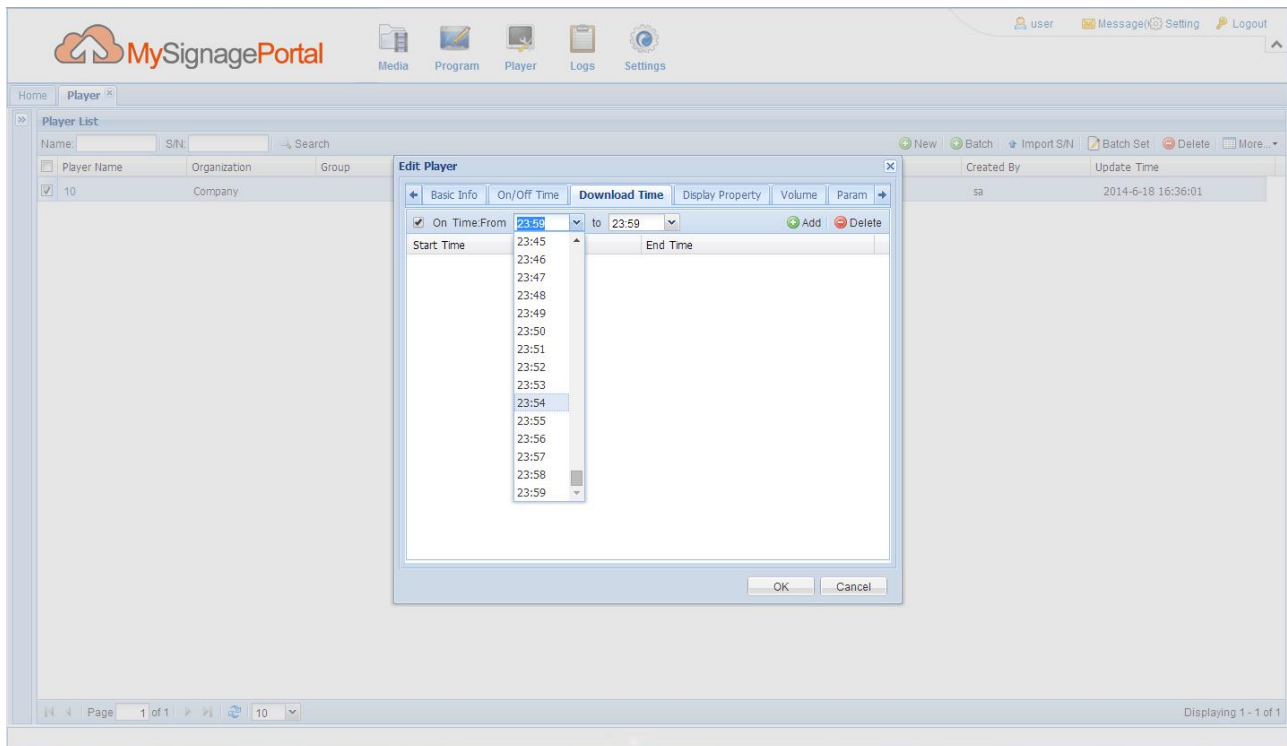 user Message( Setting Logout
MySignagePortal
Media Program Player Logs Settings
Home Player
Player List
Name: S/N: Search New Batch Import S/N Batch Set Delete More...
Player Name Organization Group Created By Update Time
10 Company sa 2014-6-18 16:36:01
Edit Player
Basic Info On/Off Time Download Time Display Property Volume Param
On Time:From 23:59 to 23:59 Add Delete
Start Time End Time
23:45
23:46
23:47
23:48
23:49
23:50
23:51
23:52
23:53
23:54
23:55
23:56
23:57
23:58
23:59
OK Cancel
Page 1 of 1 10 Displaying 1 - 1 of 1